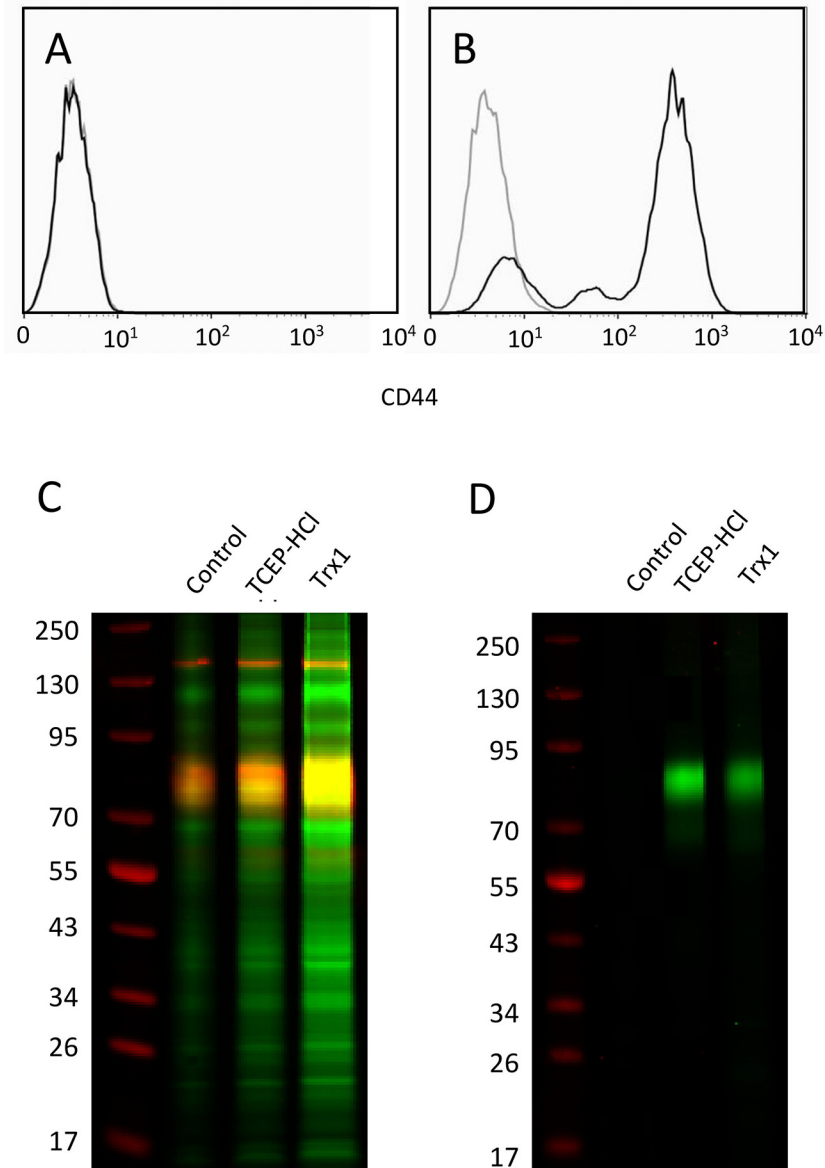 A B
0 10¹ 10² 10³ 10⁴ 0 10¹ 10² 10³ 10⁴
CD44
C D
Control TCEP-HCl Trx1 Control TCEP-HCl Trx1
250 250
130 130
95 95
70 70
55 55
43 43
34 34
26 26
17 17